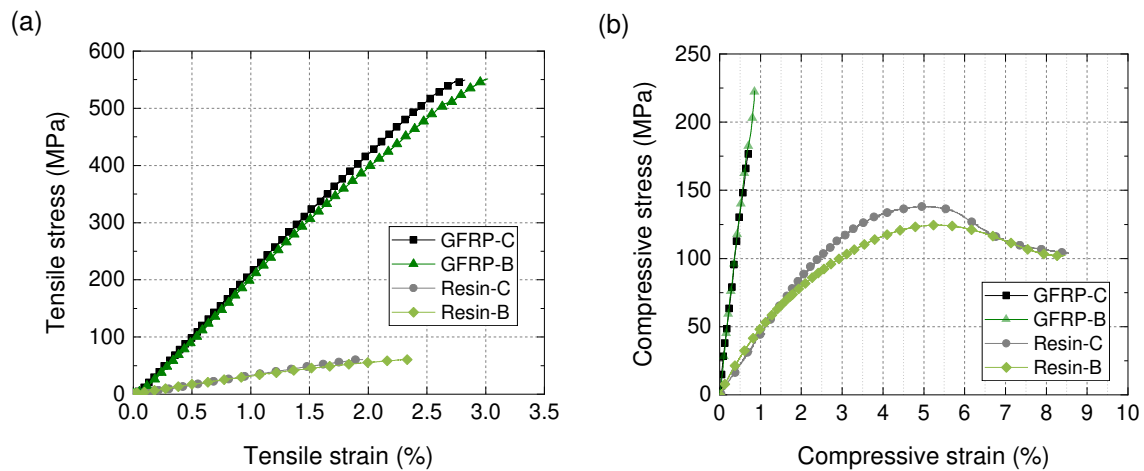 (a)
600
500
400
300
200
100
0
0.0 0.5 1.0 1.5 2.0 2.5 3.0 3.5
Tensile stress (MPa)
Tensile strain (%)
GFRP-C
GFRP-B
Resin-C
Resin-B
(b)
250
200
150
100
50
0
0 1 2 3 4 5 6 7 8 9 10
Compressive stress (MPa)
Compressive strain (%)
GFRP-C
GFRP-B
Resin-C
Resin-B